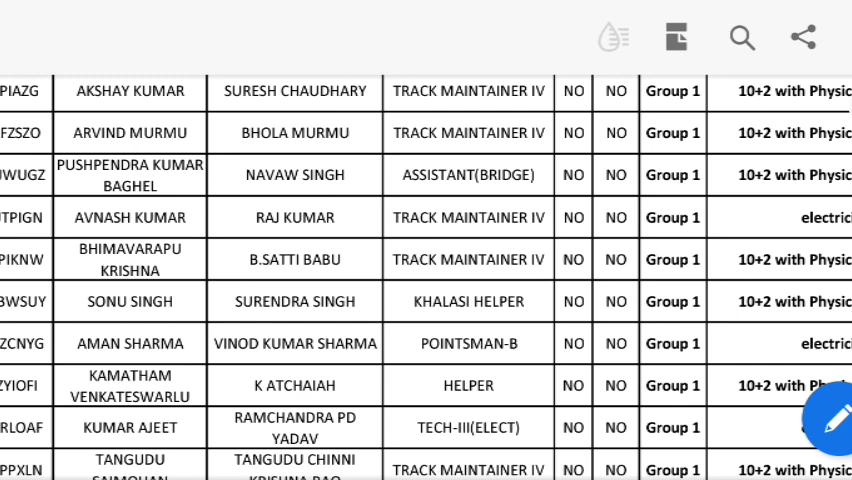 PIAZG AKSHAY KUMAR SURESH CHAUDHARY TRACK MAINTAINER IV NO NO Group 1 10+2 with Physic
FZSZO ARVIND MURMU BHOLA MURMU TRACK MAINTAINER IV NO NO Group 1 10+2 with Physic
WUGZ PUSHPENDRA KUMAR BAGHEL NAVAW SINGH ASSISTANT(BRIDGE) NO NO Group 1 10+2 with Physic
TPIGN AVNASH KUMAR RAJ KUMAR TRACK MAINTAINER IV NO NO Group 1 electrici
PIKNW BHIMAVARAPU KRISHNA B.SATTI BABU TRACK MAINTAINER IV NO NO Group 1 10+2 with Physic
BWSUY SONU SINGH SURENDRA SINGH KHALASI HELPER NO NO Group 1 10+2 with Physic
ZCNYG AMAN SHARMA VINOD KUMAR SHARMA POINTSMAN-B NO NO Group 1 electrici
ZYIOFI KAMATHAM VENKATESWARLU K ATCHAIAH HELPER NO NO Group 1 10+2 with
RLOAF KUMAR AJEET RAMCHANDRA PD YADAV TECH-III(ELECT) NO NO Group 1
PPXLN TANGUDU TANGUDU CHINNI TRACK MAINTAINER IV NO NO Group 1 10+2 with Physic